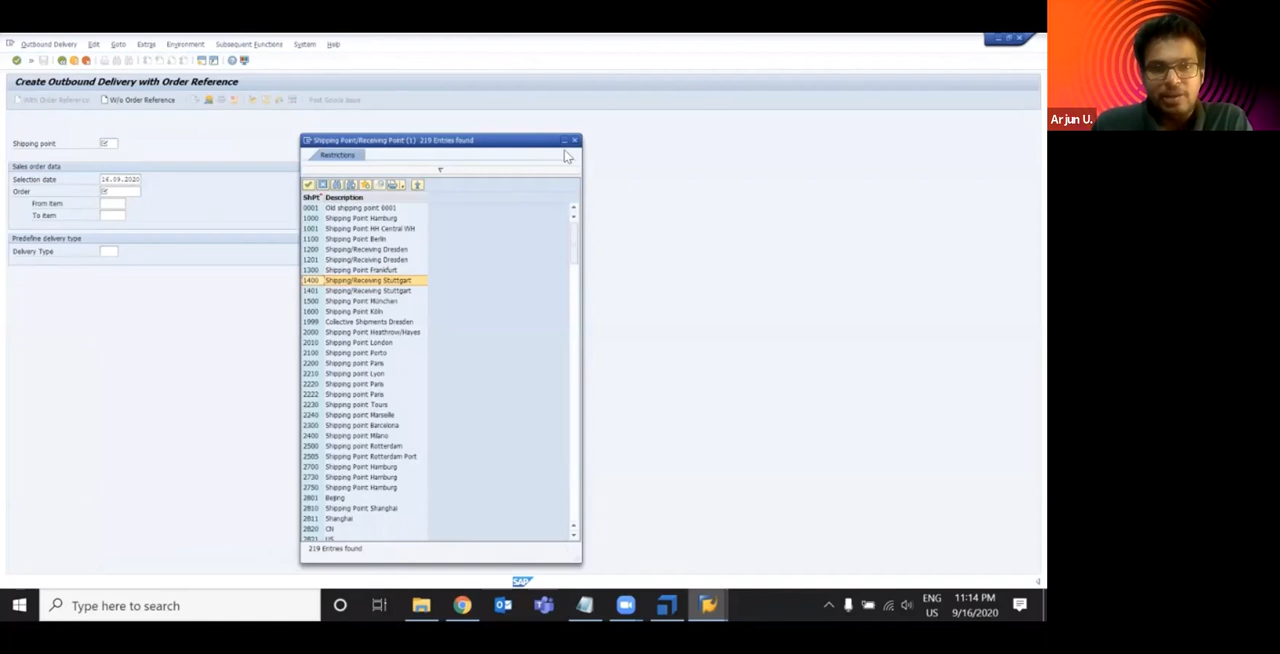 Outbound Delivery Edit Goto Extras Environment Subsequent Functions System Help
Create Outbound Delivery with Order Reference
With Order Reference W/o Order Reference Post Goods Issue
Shipping point
Sales order data
Selection date 16.09.2020
Order
From item
To item
Predefine delivery type
Delivery Type
Shipping Point/Receiving Point (1) 219 Entries found
Restrictions
ShPt Description
0001 Old shipping point 0001
1000 Shipping Point Hamburg
1001 Shipping Point HH Central WH
1100 Shipping Point Berlin
1200 Shipping/Receiving Dresden
1201 Shipping/Receiving Dresden
1300 Shipping Point Frankfurt
1400 Shipping/Receiving Stuttgart
1401 Shipping/Receiving Stuttgart
1500 Shipping Point München
1600 Shipping Point Köln
1999 Collective Shipments Dresden
2000 Shipping Point Heathrow/Hayes
2010 Shipping Point London
2100 Shipping point Porto
2200 Shipping point Paris
2210 Shipping point Lyon
2220 Shipping point Paris
2222 Shipping point Paris
2230 Shipping point Tours
2240 Shipping point Marseille
2300 Shipping point Barcelona
2400 Shipping point Milano
2500 Shipping point Rotterdam
2505 Shipping Point Rotterdam Port
2700 Shipping Point Hamburg
2730 Shipping Point Hamburg
2750 Shipping Point Hamburg
2801 Beijing
2810 Shipping Point Shanghai
2811 Shanghai
2820 CN
2821 US
219 Entries found
SAP
Arjun U.
Type here to search
ENG
US
11:14 PM
9/16/2020